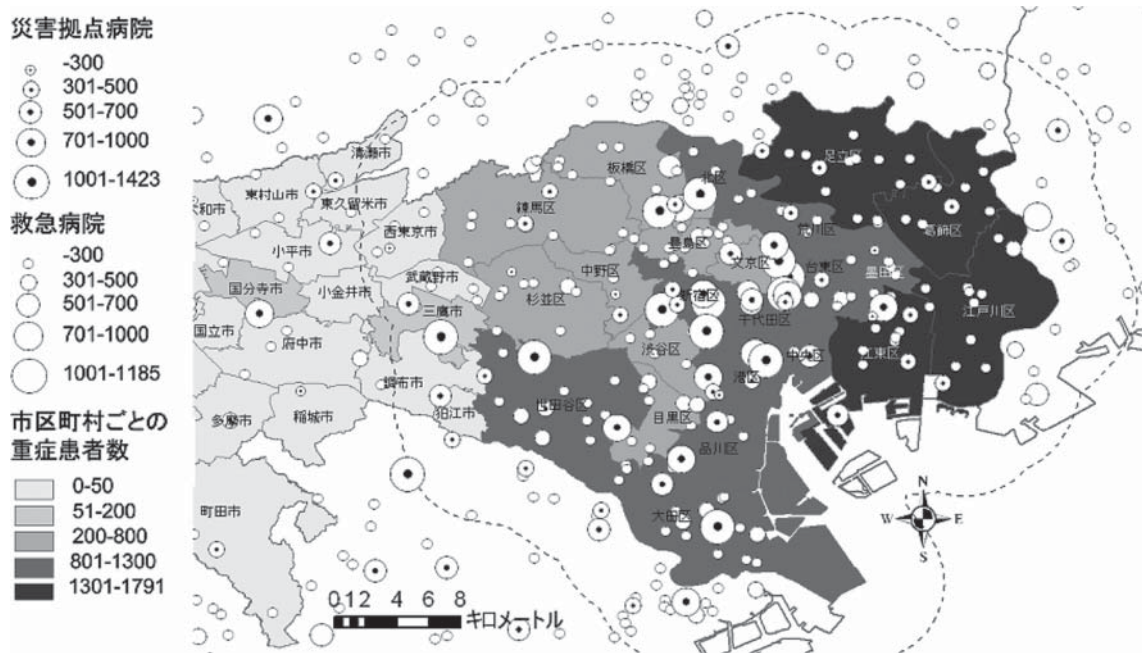 災害拠点病院
-300
301-500
501-700
701-1000
1001-1423
救急病院
-300
301-500
501-700
701-1000
1001-1185
市区町村ごとの
重症患者数
0-50
51-200
200-800
801-1300
1301-1791
清瀬市
東村山市
東久留米市
小平市
西東京市
国分寺市
小金井市
武蔵野市
三鷹市
国立市
府中市
調布市
狛江市
多摩市
稲城市
町田市
板橋区
北区
足立区
練馬区
豊島区
荒川区
葛飾区
文京区
台東区
墨田区
中野区
杉並区
新宿区
千代田区
江戸川区
渋谷区
中央区
江東区
港区
世田谷区
目黒区
品川区
大田区
N
W
E
S
0 1 2 4 6 8
キロメートル